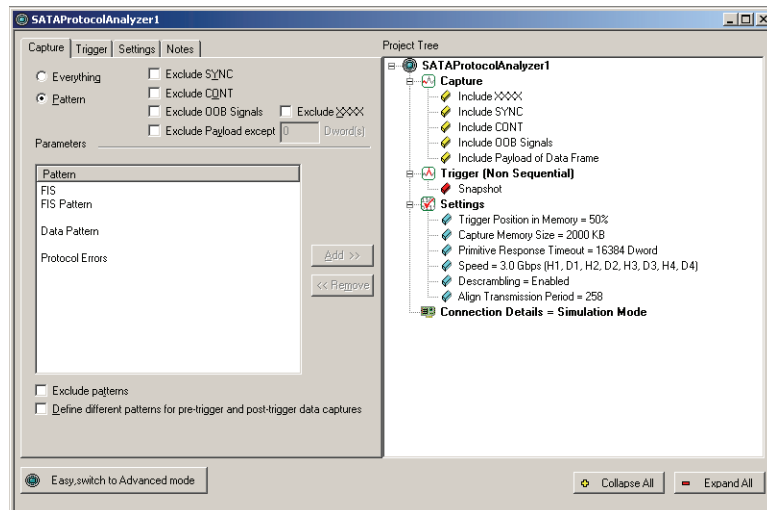 SATAProtocolAnalyzer1
Capture Trigger Settings Notes
Everything
Pattern
Exclude SYNC
Exclude CONT
Exclude OOB Signals Exclude XXXX
Exclude Payload except 0 Dword(s)
Parameters
Pattern
FIS
FIS Pattern
Data Pattern
Protocol Errors
Add >>
<< Remove
Exclude patterns
Define different patterns for pre-trigger and post-trigger data captures
Easy,switch to Advanced mode
Project Tree
SATAProtocolAnalyzer1
Capture
Include XXXX
Include SYNC
Include CONT
Include OOB Signals
Include Payload of Data Frame
Trigger (Non Sequential)
Snapshot
Settings
Trigger Position in Memory = 50%
Capture Memory Size = 2000 KB
Primitive Response Timeout = 16384 Dword
Speed = 3.0 Gbps (H1, D1, H2, D2, H3, D3, H4, D4)
Descrambling = Enabled
Align Transmission Period = 258
Connection Details = Simulation Mode
Collapse All Expand All